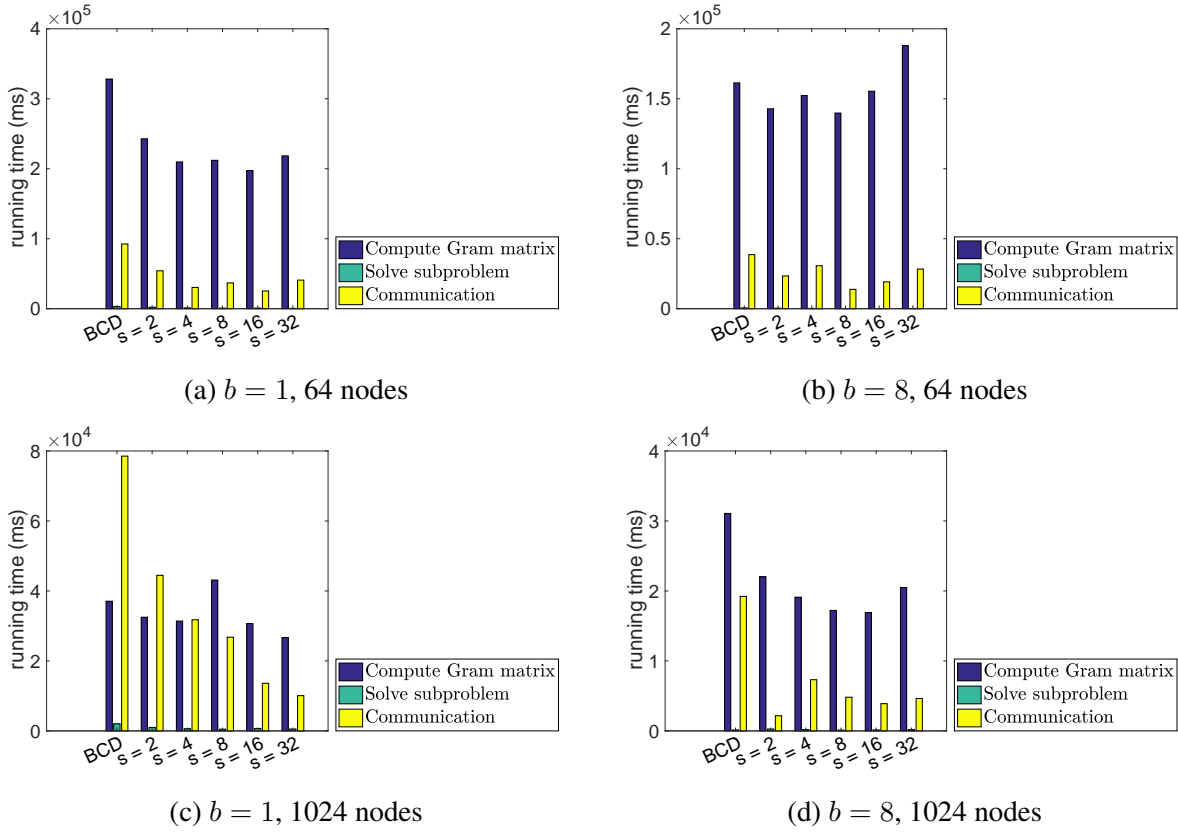 ×10^5
4
3
2
1
0
running time (ms)
BCD
s = 2
s = 4
s = 8
s = 16
s = 32
Compute Gram matrix
Solve subproblem
Communication
(a) b = 1, 64 nodes
×10^5
2
1.5
1
0.5
0
running time (ms)
BCD
s = 2
s = 4
s = 8
s = 16
s = 32
Compute Gram matrix
Solve subproblem
Communication
(b) b = 8, 64 nodes
×10^4
8
6
4
2
0
running time (ms)
BCD
s = 2
s = 4
s = 8
s = 16
s = 32
Compute Gram matrix
Solve subproblem
Communication
(c) b = 1, 1024 nodes
×10^4
4
3
2
1
0
running time (ms)
BCD
s = 2
s = 4
s = 8
s = 16
s = 32
Compute Gram matrix
Solve subproblem
Communication
(d) b = 8, 1024 nodes